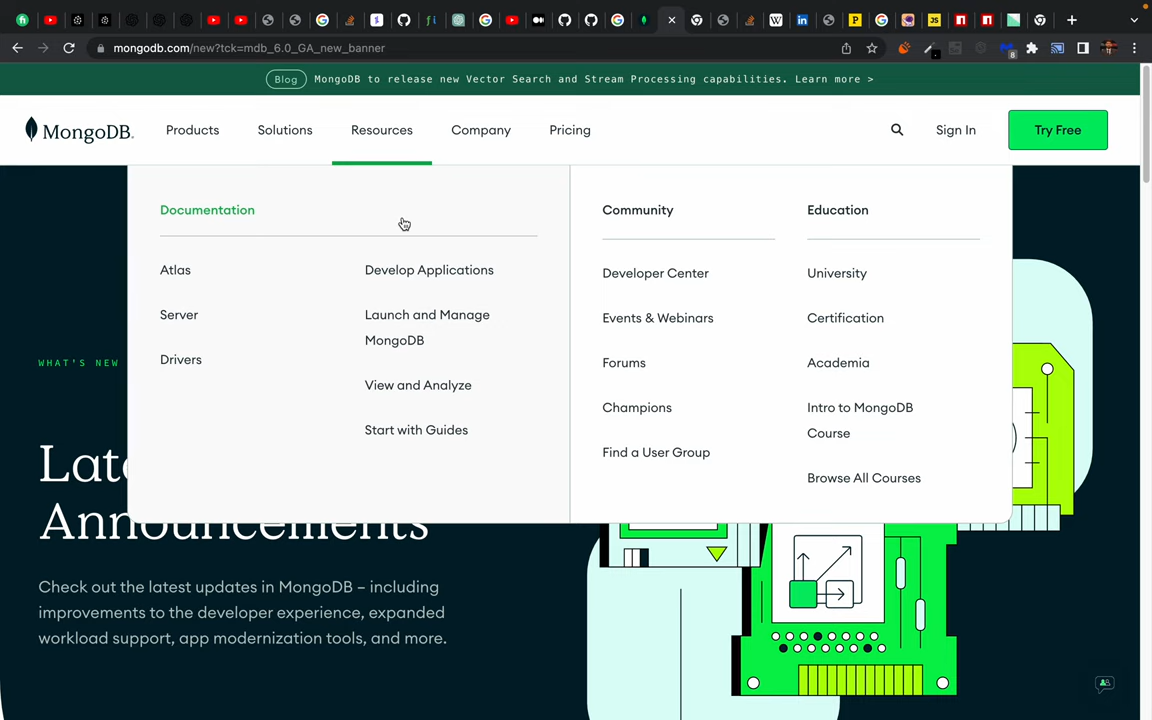 mongodb.com/new?tck=mdb_6.0_GA_new_banner
8
Blog MongoDB to release new Vector Search and Stream Processing capabilities. Learn more >
MongoDB. Products Solutions Resources Company Pricing Sign In Try Free
Documentation
Atlas
Server
Drivers
Develop Applications
Launch and Manage
MongoDB
View and Analyze
Start with Guides
Community
Developer Center
Events & Webinars
Forums
Champions
Find a User Group
Education
University
Certification
Academia
Intro to MongoDB
Course
Browse All Courses
WHAT'S NEW
Late
Announcements
Check out the latest updates in MongoDB – including
improvements to the developer experience, expanded
workload support, app modernization tools, and more.